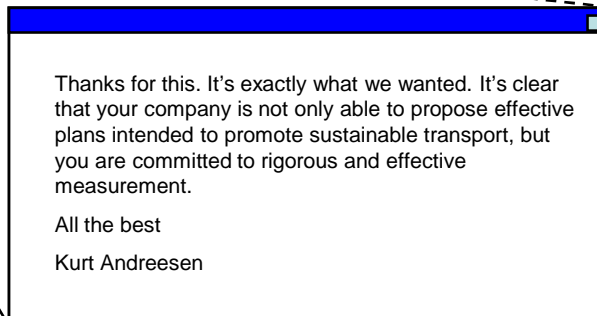 Thanks for this. It’s exactly what we wanted. It’s clear
that your company is not only able to propose effective
plans intended to promote sustainable transport, but
you are committed to rigorous and effective
measurement.
All the best
Kurt Andreesen